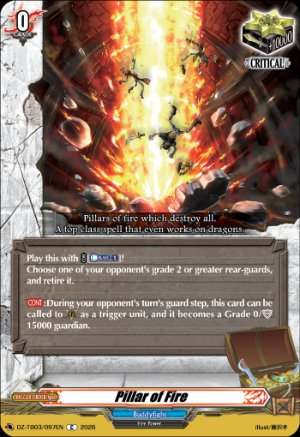 0
+10000
CRITICAL
Pillars of fire which destroy all.
A top class spell that even works on dragons.
Play this with
Choose one of your opponent's grade 2 or greater rear-guards,
and retire it.
CONT :During your opponent's turn's guard step, this card can be
called to as a trigger unit, and it becomes a Grade 0/
15000 guardian.
Pillar of Fire
Buddyfight
Fire Power
DZ-TB03/097EN C 2026